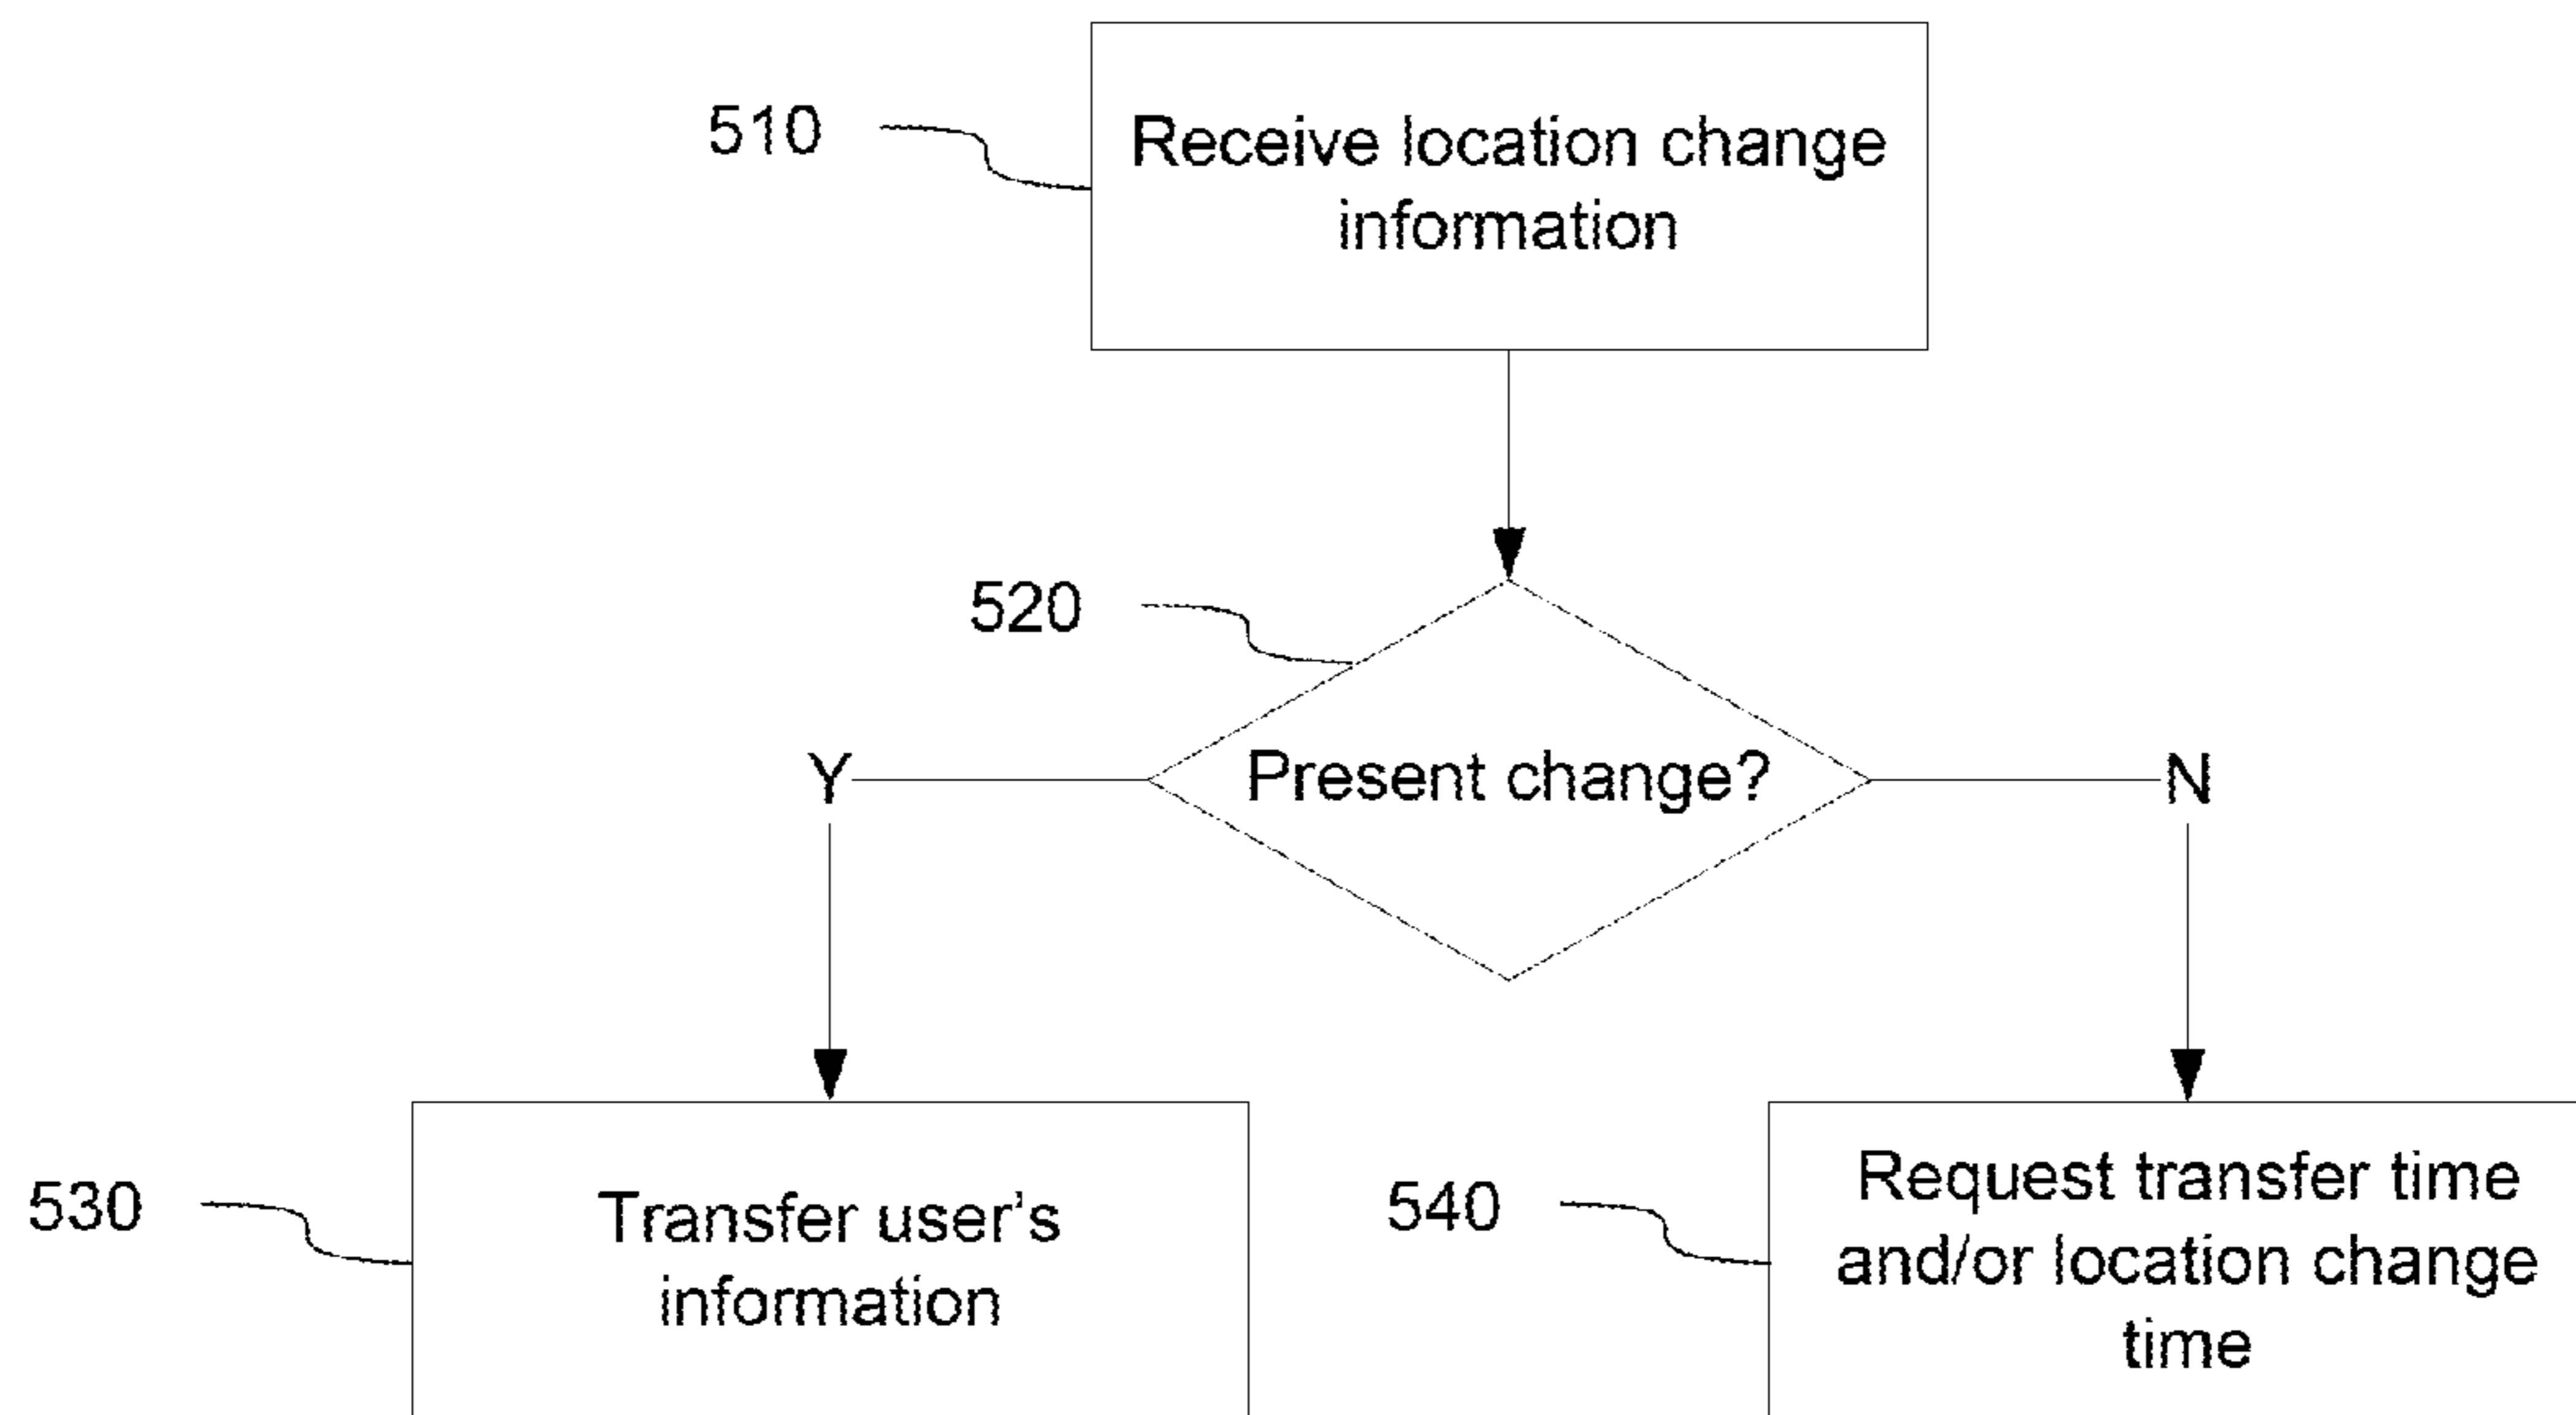 510
Receive location change
information
520
Present change?
Y
N
530
Transfer user's
information
540
Request transfer time
and/or location change
time